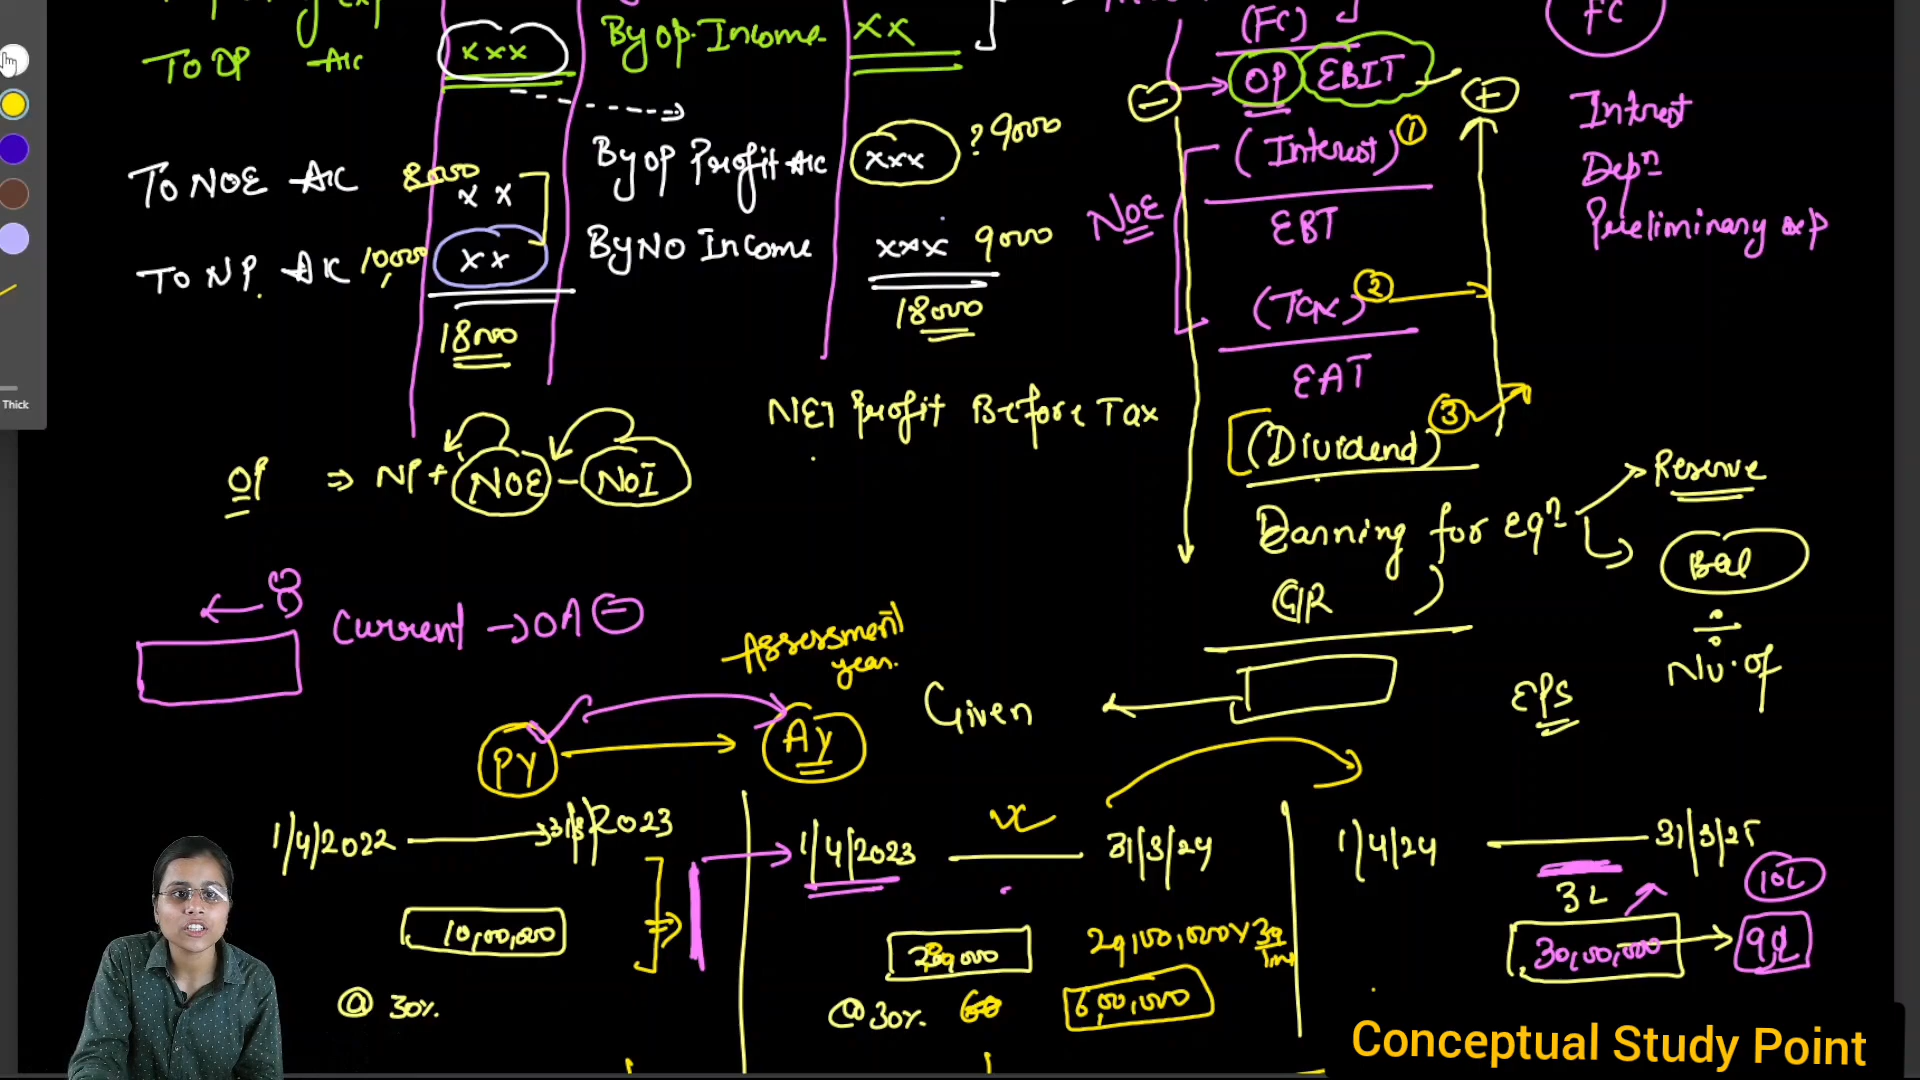 (FC)
FC
To OP A/c xxx By Op. Income xx
OP EBIT
- +
Interest
Depn
Preliminary exp
(Interest) ①
To NOE A/c 8000 xx By OP Profit A/c xxx ? 9000
NOE
EBT
To NP A/c 10,000 xx By NO Income xxx 9000
(Tax) ②
18000 18000
EAT
NET Profit Before Tax
(Dividend) ③
OP ⇒ NP + NOE - NOI
Reserve
Earning for Eqn
Bal
G/R )
÷
No. of
Current → OA -
Assessment
year.
Given
EPS
PY → AY
1/4/2022 31/3/2023
1/4/2023 31/3/24
1/4/24 31/3/25
3L
10L
10,00,000
30,00,000 → 9L
@ 30%.
@ 30%. 6,00,000
Thick
Conceptual Study Point